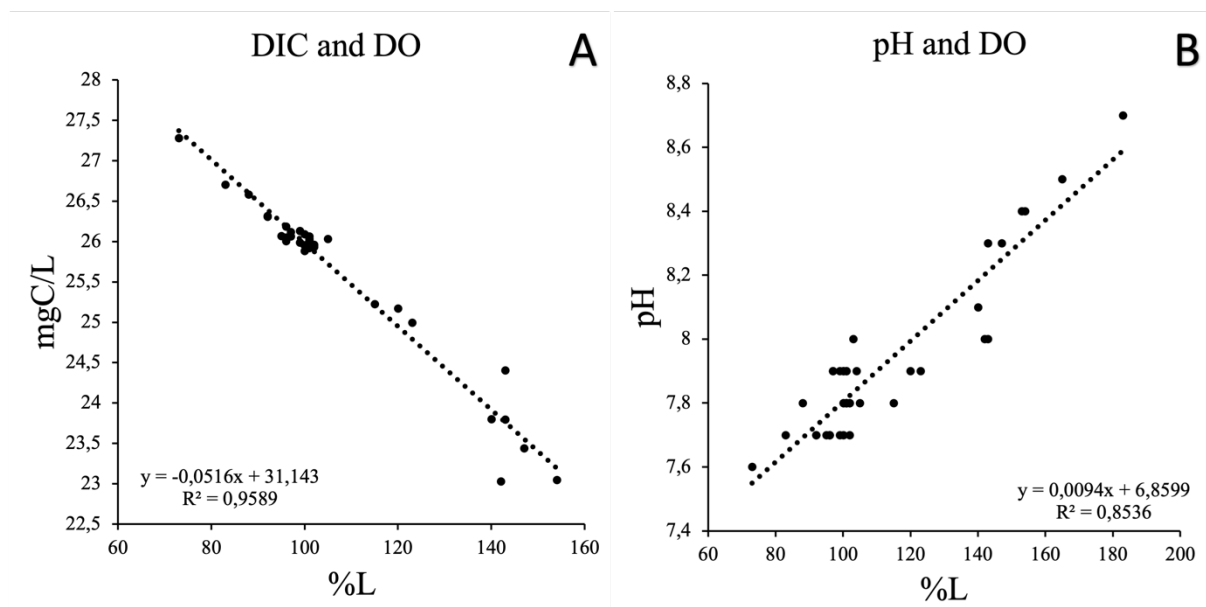 DIC and DO
A
28
27,5
27
26,5
26
25,5
25
24,5
24
23,5
23
22,5
mgC/L
y = -0,0516x + 31,143
R² = 0,9589
60 80 100 120 140 160
%L
pH and DO
B
8,8
8,6
8,4
8,2
8
7,8
7,6
7,4
pH
y = 0,0094x + 6,8599
R² = 0,8536
60 80 100 120 140 160 180 200
%L